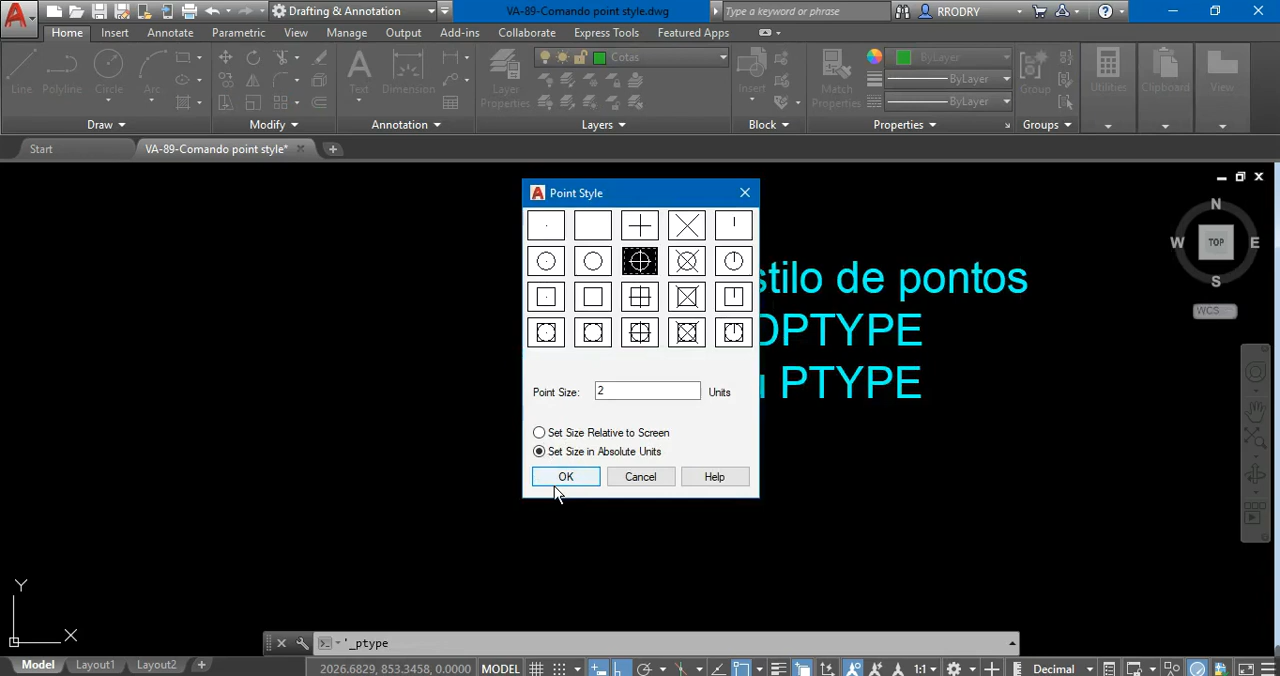 Drafting & Annotation
VA-89-Comando point style.dwg
Type a keyword or phrase
RRODRY
Home Insert Annotate Parametric View Manage Output Add-ins Collaborate Express Tools Featured Apps
Line
Polyline
Circle
Arc
Text
Dimension
Layer Properties
Cotas
Insert
Match Properties
ByLayer
ByLayer
ByLayer
Group
Utilities
Clipboard
View
Draw Modify Annotation Layers Block Properties Groups
Start
VA-89-Comando point style*
Point Style
Point Size: 2 Units
Set Size Relative to Screen
Set Size in Absolute Units
OK Cancel Help
stilo de pontos
DPTYPE
u PTYPE
N
W TOP E
S
WCS
Y
X
'_ptype
Model Layout1 Layout2
2026.6829, 853.3458, 0.0000 MODEL 1:1 Decimal